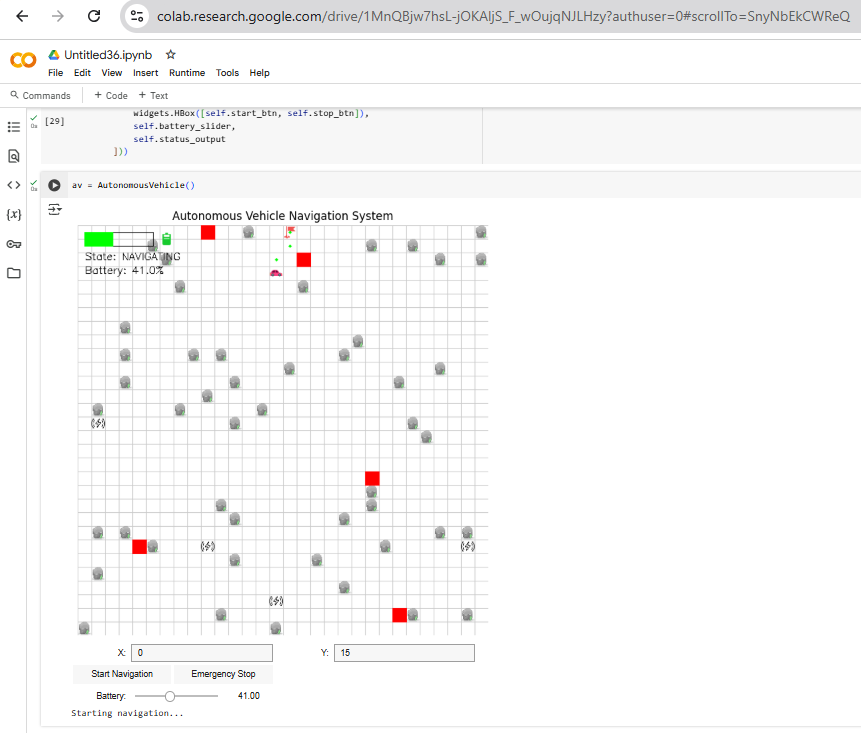 colab.research.google.com/drive/1MnQBjw7hsL-jOKAljS_F_wOujqNJLHzy?authuser=0#scrollTo=SnyNbEkCWReQ
Untitled36.ipynb
File Edit View Insert Runtime Tools Help
Commands + Code + Text
0s [29] widgets.HBox([self.start_btn, self.stop_btn]),
self.battery_slider,
self.status_output
]))
0s av = AutonomousVehicle()
Autonomous Vehicle Navigation System
State: NAVIGATING
Battery: 41.0%
X: 0 Y: 15
Start Navigation Emergency Stop
Battery: 41.00
Starting navigation...